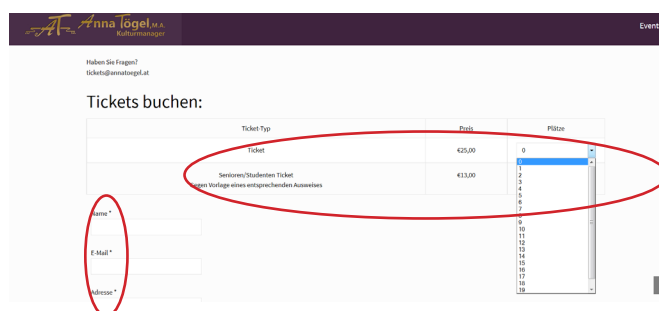 AT Anna Tögel, M.A.
Kulturmanager
Event
Haben Sie Fragen?
tickets@annatoegel.at
Tickets buchen:
Ticket-Typ Preis Plätze
Ticket €25,00 0
Senioren/Studenten Ticket €13,00
Gegen Vorlage eines entsprechenden Ausweises
0
1
2
3
4
5
6
7
8
9
10
11
12
13
14
15
16
17
18
19
Name *
E-Mail *
Adresse *